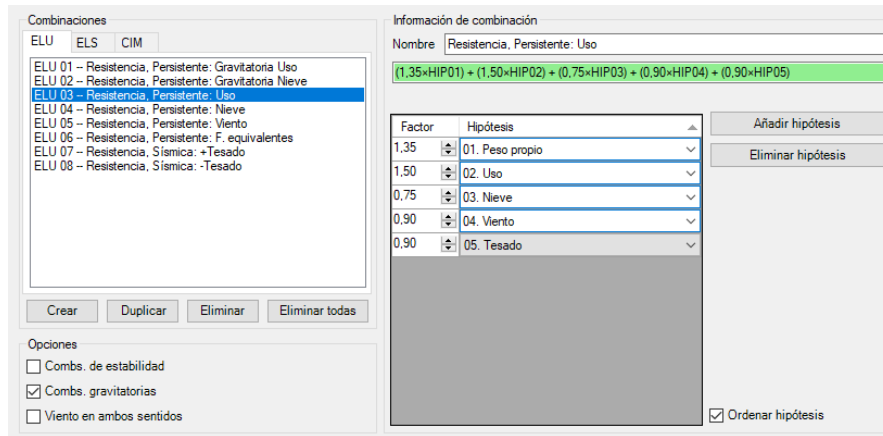 Combinaciones
ELU ELS CIM
ELU 01 -- Resistencia, Persistente: Gravitatoria Uso
ELU 02 -- Resistencia, Persistente: Gravitatoria Nieve
ELU 03 -- Resistencia, Persistente: Uso
ELU 04 -- Resistencia, Persistente: Nieve
ELU 05 -- Resistencia, Persistente: Viento
ELU 06 -- Resistencia, Persistente: F. equivalentes
ELU 07 -- Resistencia, Sísmica: +Tesado
ELU 08 -- Resistencia, Sísmica: -Tesado
Crear Duplicar Eliminar Eliminar todas
Opciones
Combs. de estabilidad
Combs. gravitatorias
Viento en ambos sentidos
Información de combinación
Nombre Resistencia, Persistente: Uso
(1,35×HIP01) + (1,50×HIP02) + (0,75×HIP03) + (0,90×HIP04) + (0,90×HIP05)
Factor Hipótesis
1,35 01. Peso propio
1,50 02. Uso
0,75 03. Nieve
0,90 04. Viento
0,90 05. Tesado
Añadir hipótesis
Eliminar hipótesis
Ordenar hipótesis